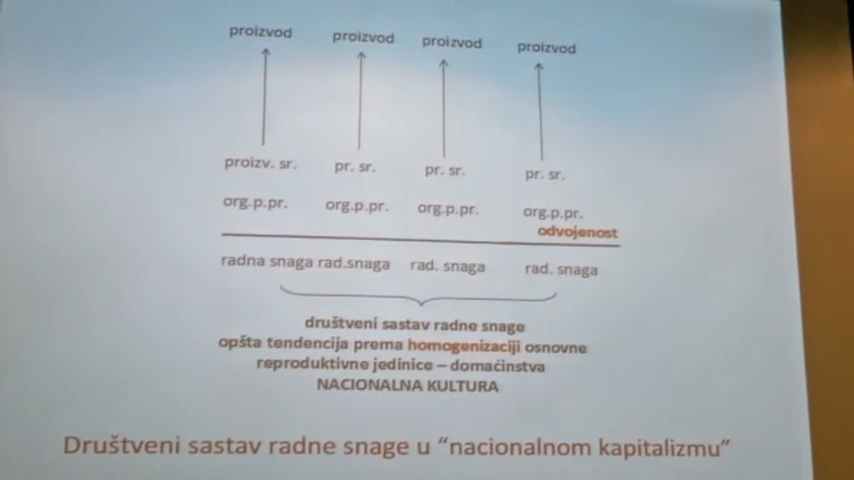 proizvod proizvod proizvod proizvod
proizv. sr. pr. sr. pr. sr. pr. sr.
org.p.pr. org.p.pr. org.p.pr. org.p.pr.
odvojenost
radna snaga rad.snaga rad. snaga rad. snaga
društveni sastav radne snage
opšta tendencija prema homogenizaciji osnovne
reproduktivne jedinice – domaćinstva
NACIONALNA KULTURA
Društveni sastav radne snage u “nacionalnom kapitalizmu”